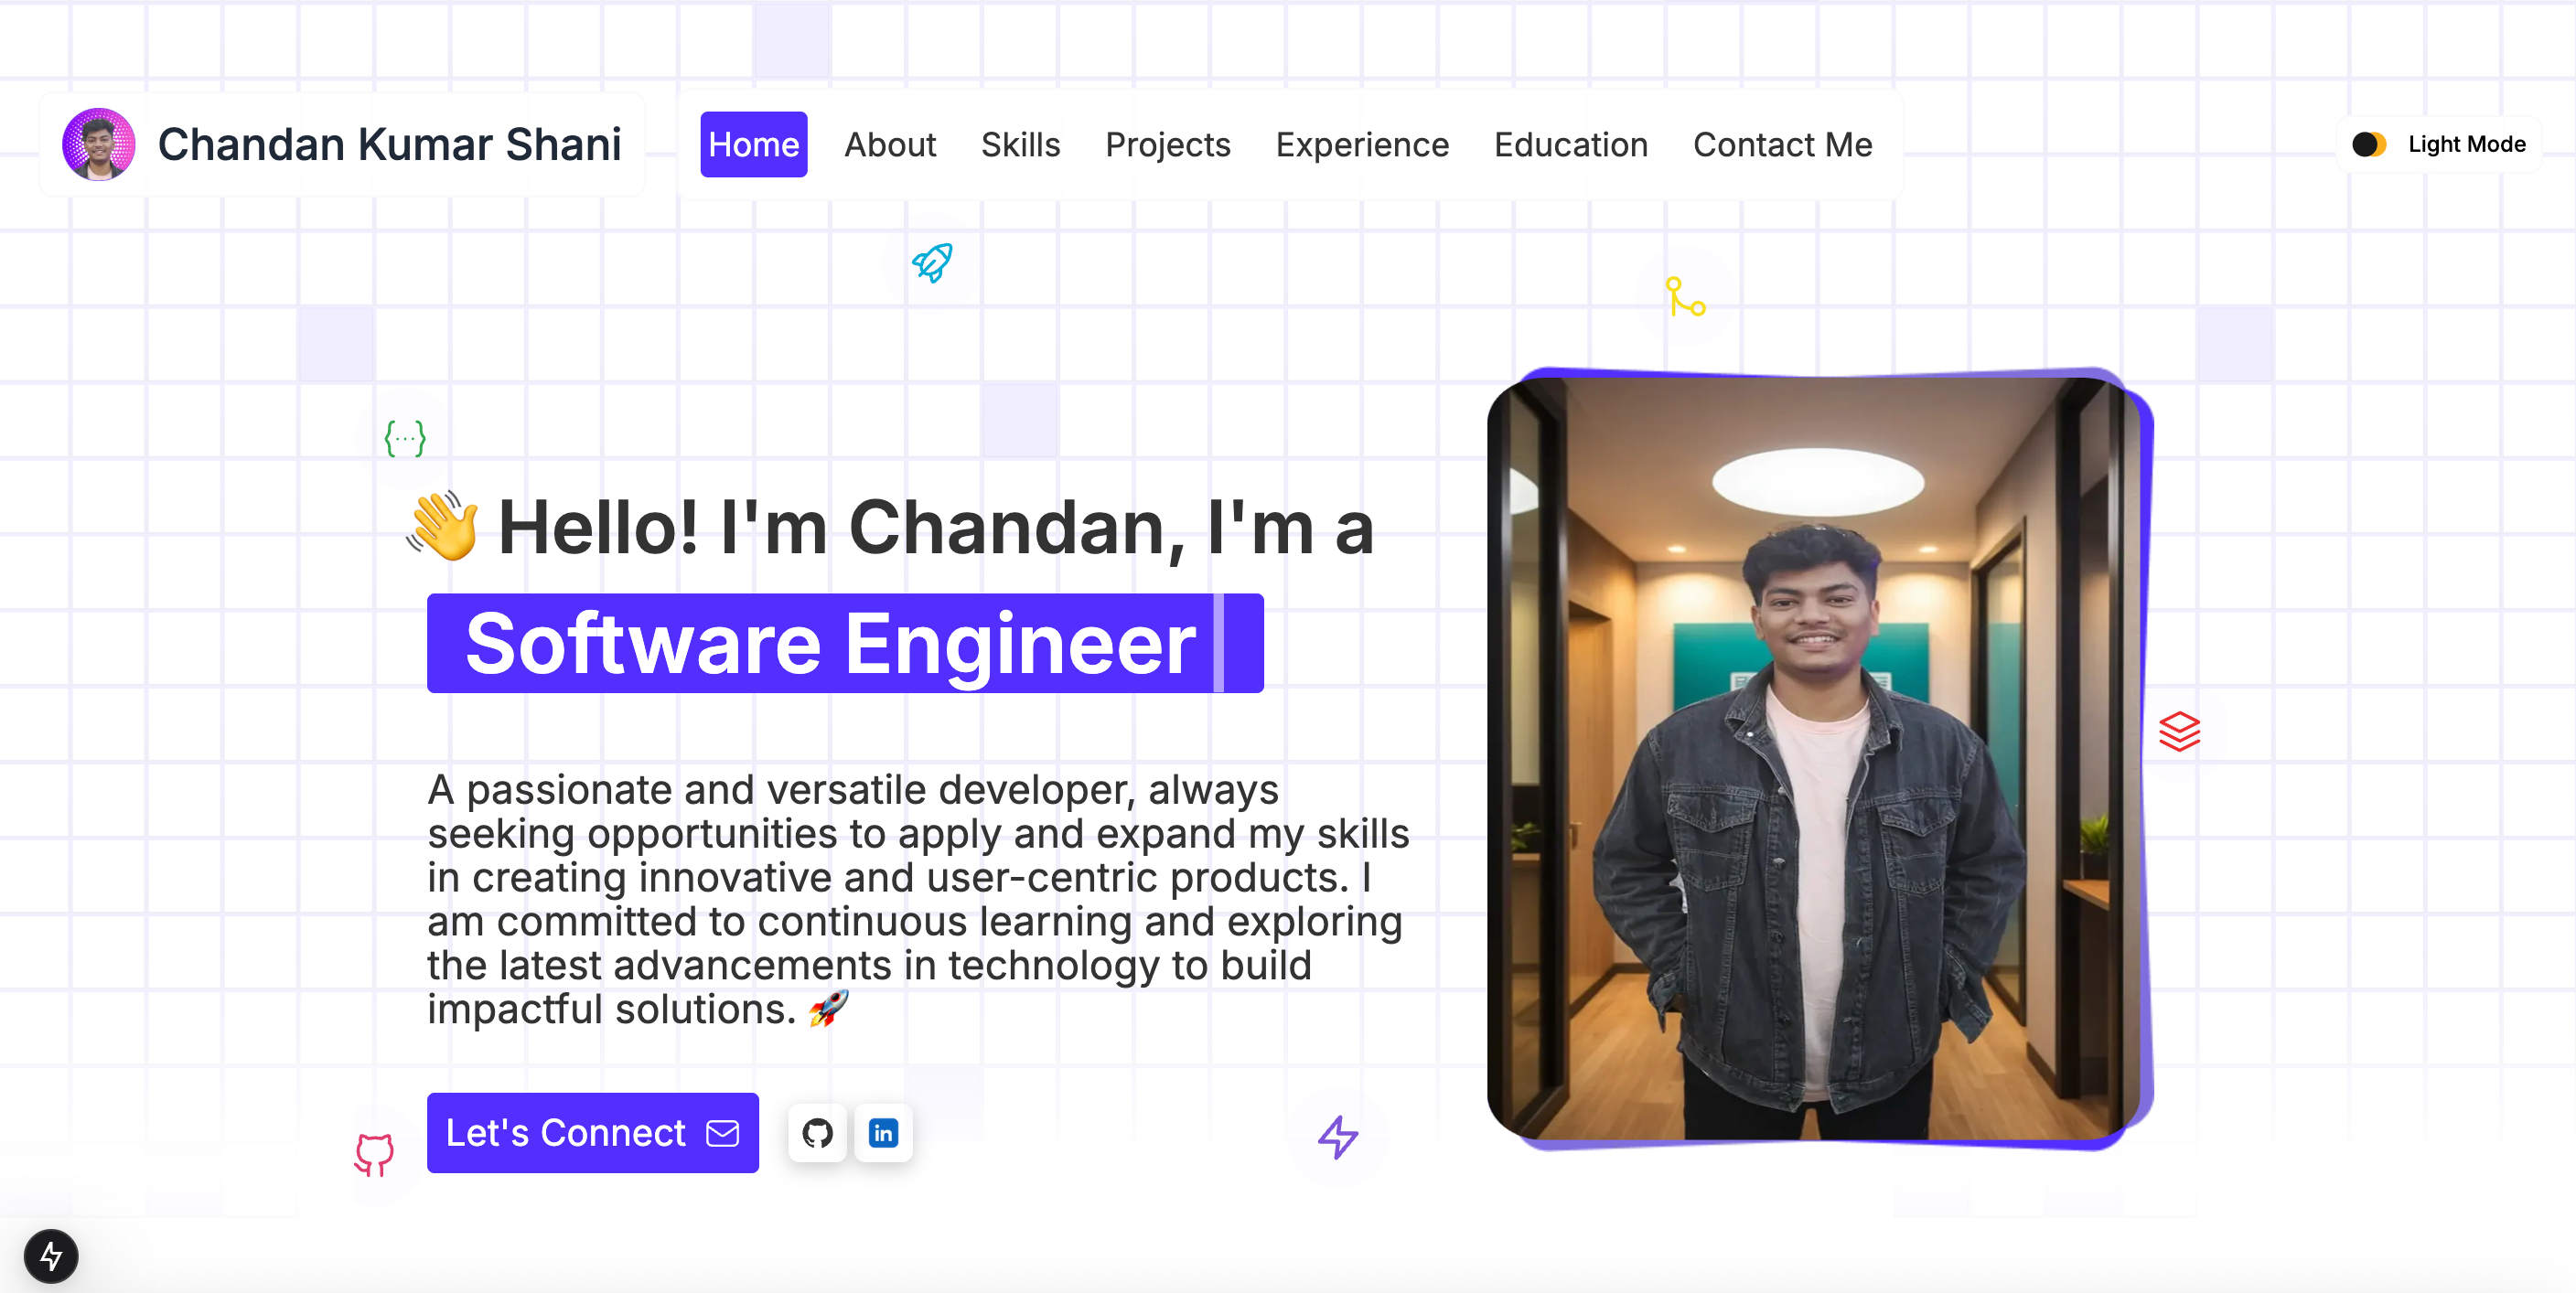 Chandan Kumar Shani
Home About Skills Projects Experience Education Contact Me
Light Mode
{...}
👋 Hello! I'm Chandan, I'm a
Software Engineer
A passionate and versatile developer, always
seeking opportunities to apply and expand my skills
in creating innovative and user-centric products. I
am committed to continuous learning and exploring
the latest advancements in technology to build
impactful solutions. 🚀
Let's Connect
in